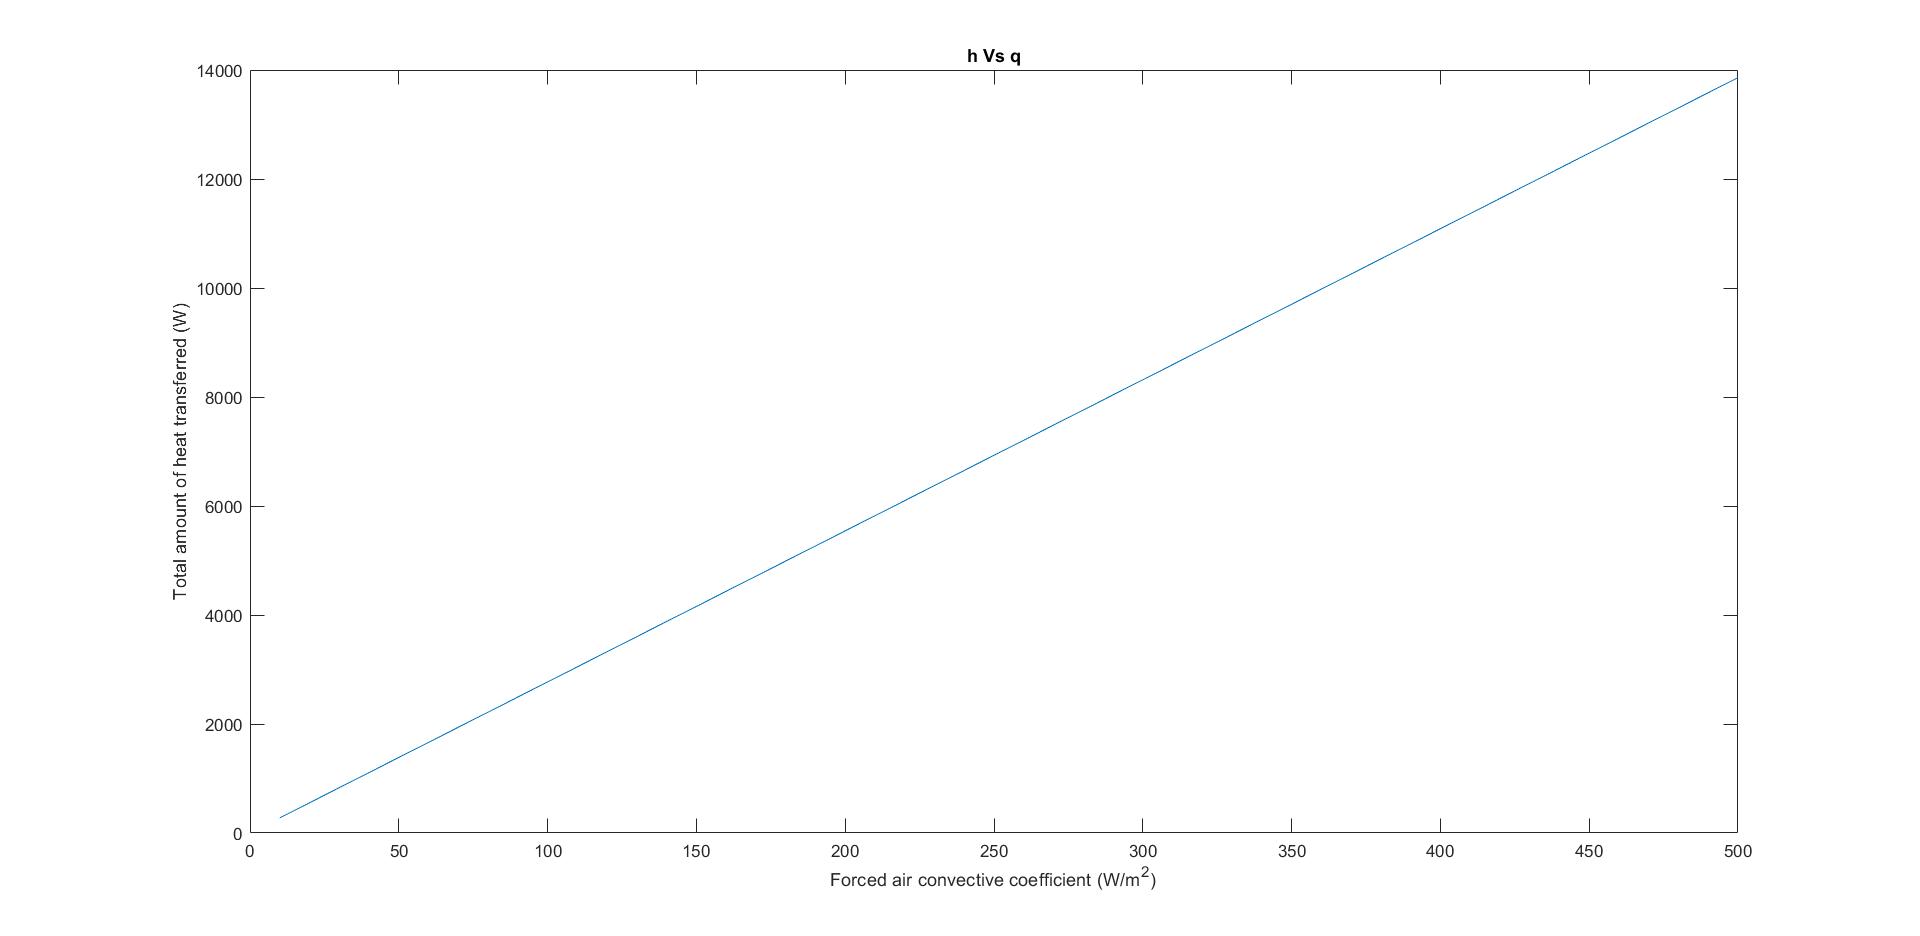 h Vs q
14000
12000
10000
8000
6000
4000
2000
0
Total amount of heat transferred (W)
0 50 100 150 200 250 300 350 400 450 500
Forced air convective coefficient (W/m²)